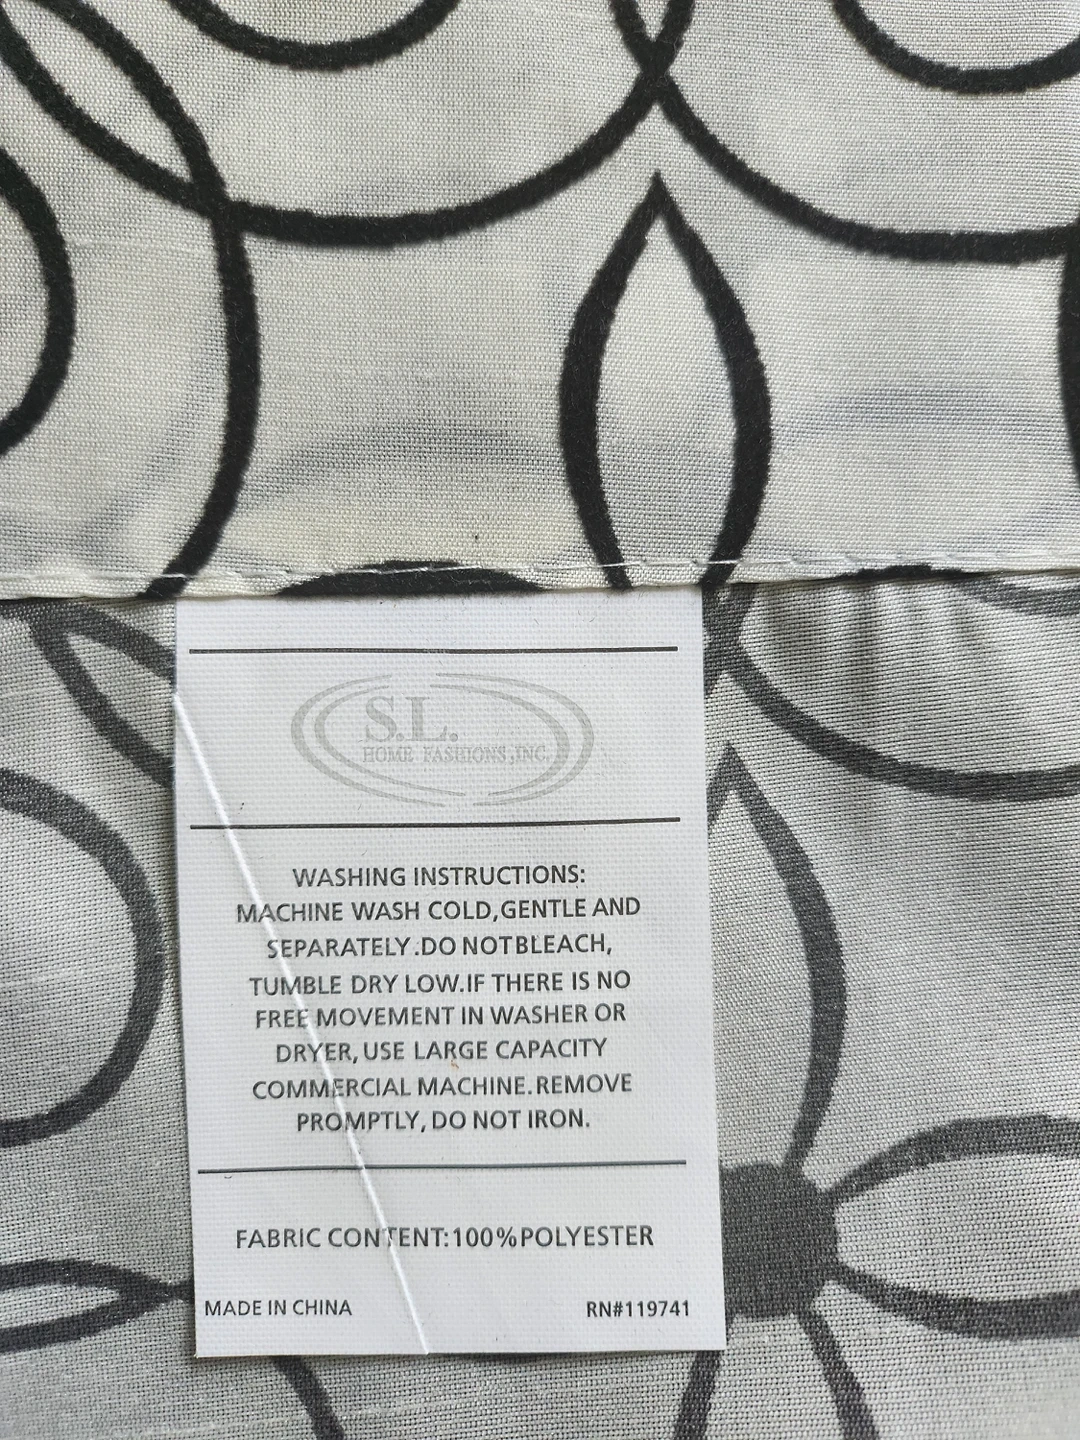 S.L.
HOME FASHIONS, INC.
WASHING INSTRUCTIONS:
MACHINE WASH COLD,GENTLE AND
SEPARATELY.DO NOTBLEACH,
TUMBLE DRY LOW.IF THERE IS NO
FREE MOVEMENT IN WASHER OR
DRYER, USE LARGE CAPACITY
COMMERCIAL MACHINE.REMOVE
PROMPTLY, DO NOT IRON.
FABRIC CONTENT:100%POLYESTER
MADE IN CHINA RN#119741